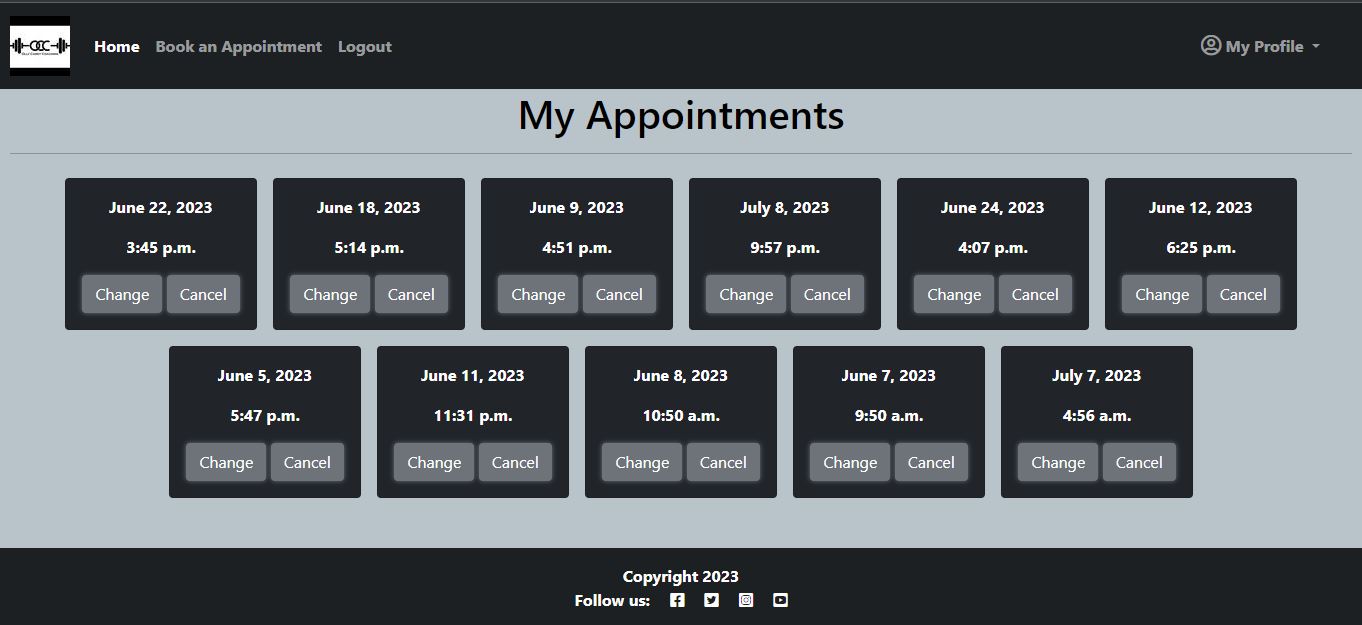 OCC
Home Book an Appointment Logout My Profile
My Appointments
June 22, 2023 June 18, 2023 June 9, 2023 July 8, 2023 June 24, 2023 June 12, 2023
3:45 p.m. 5:14 p.m. 4:51 p.m. 9:57 p.m. 4:07 p.m. 6:25 p.m.
Change Cancel Change Cancel Change Cancel Change Cancel Change Cancel Change Cancel
June 5, 2023 June 11, 2023 June 8, 2023 June 7, 2023 July 7, 2023
5:47 p.m. 11:31 p.m. 10:50 a.m. 9:50 a.m. 4:56 a.m.
Change Cancel Change Cancel Change Cancel Change Cancel Change Cancel
Copyright 2023
Follow us: